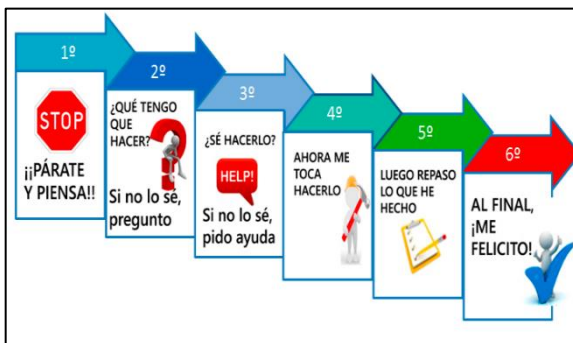 1º
STOP
¡¡PÁRATE
Y PIENSA!!
2º
¿QUÉ TENGO
QUE
HACER?
Si no lo sé,
pregunto
3º
¿SÉ HACERLO?
HELP!
Si no lo sé,
pido ayuda
4º
AHORA ME
TOCA
HACERLO
5º
LUEGO REPASO
LO QUE HE
HECHO
6º
AL FINAL,
¡ME
FELICITO!